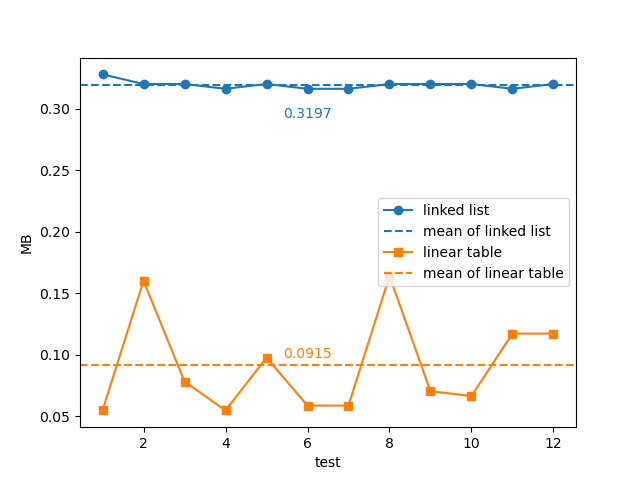 0.30
0.25
0.20
0.15
0.10
0.05
MB
0.3197
linked list
mean of linked list
linear table
mean of linear table
0.0915
2 4 6 8 10 12
test